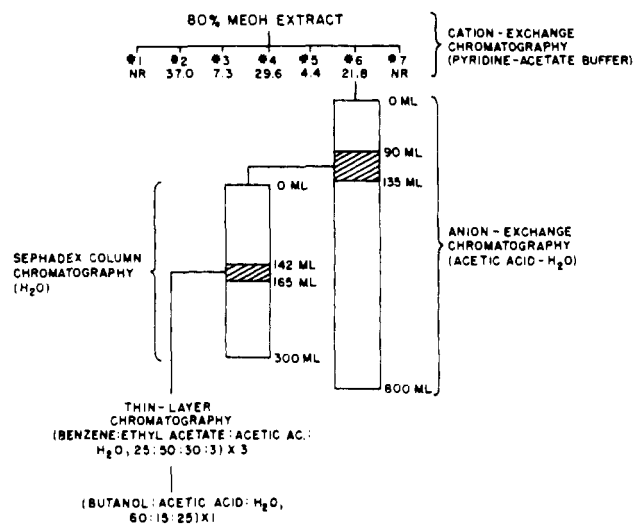 80% MEOH EXTRACT
#1 #2 #3 #4 #5 #6 #7
NR 37.0 7.3 29.6 4.4 21.8 NR
CATION-EXCHANGE
CHROMATOGRAPHY
(PYRIDINE-ACETATE BUFFER)
0 ML
90 ML
135 ML
800 ML
ANION-EXCHANGE
CHROMATOGRAPHY
(ACETIC ACID-H2O)
0 ML
142 ML
165 ML
300 ML
SEPHADEX COLUMN
CHROMATOGRAPHY
(H2O)
THIN-LAYER
CHROMATOGRAPHY
(BENZENE:ETHYL ACETATE:ACETIC AC.:
H2O, 25:50:30:3) X 3
(BUTANOL:ACETIC ACID:H2O,
60:15:25) X 1